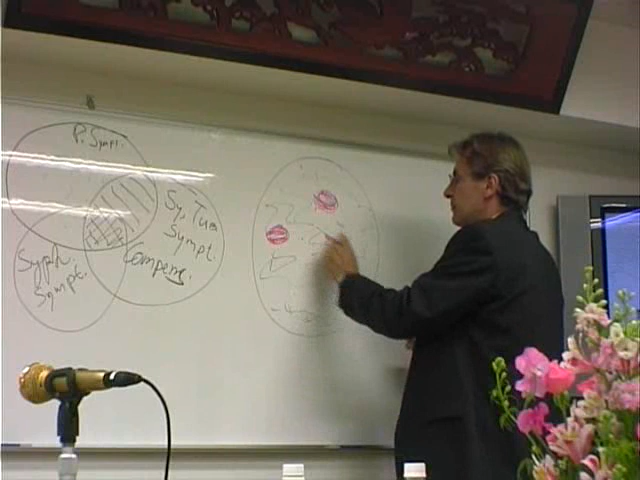 P. Sympt.
Sy, Tub
Sympt.
Compens.
Syph.
Sympt.